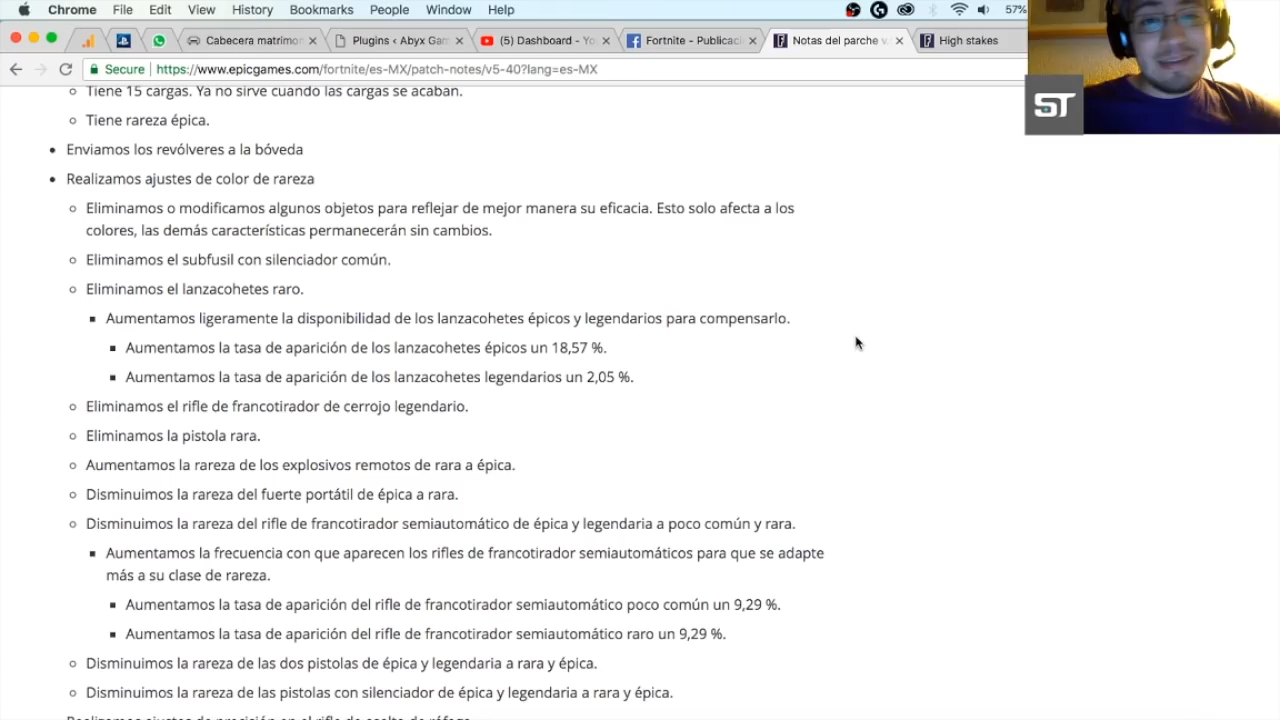 Chrome File Edit View History Bookmarks People Window Help 57%
Cabecera matrimon Plugins ‹ Abyx Gam (5) Dashboard - Yo Fortnite - Publicaci Notas del parche v. High stakes
Secure https://www.epicgames.com/fortnite/es-MX/patch-notes/v5-40?lang=es-MX
ST
Tiene 15 cargas. Ya no sirve cuando las cargas se acaban.
Tiene rareza épica.
Enviamos los revólveres a la bóveda
Realizamos ajustes de color de rareza
Eliminamos o modificamos algunos objetos para reflejar de mejor manera su eficacia. Esto solo afecta a los
colores, las demás características permanecerán sin cambios.
Eliminamos el subfusil con silenciador común.
Eliminamos el lanzacohetes raro.
Aumentamos ligeramente la disponibilidad de los lanzacohetes épicos y legendarios para compensarlo.
Aumentamos la tasa de aparición de los lanzacohetes épicos un 18,57 %.
Aumentamos la tasa de aparición de los lanzacohetes legendarios un 2,05 %.
Eliminamos el rifle de francotirador de cerrojo legendario.
Eliminamos la pistola rara.
Aumentamos la rareza de los explosivos remotos de rara a épica.
Disminuimos la rareza del fuerte portátil de épica a rara.
Disminuimos la rareza del rifle de francotirador semiautomático de épica y legendaria a poco común y rara.
Aumentamos la frecuencia con que aparecen los rifles de francotirador semiautomáticos para que se adapte
más a su clase de rareza.
Aumentamos la tasa de aparición del rifle de francotirador semiautomático poco común un 9,29 %.
Aumentamos la tasa de aparición del rifle de francotirador semiautomático raro un 9,29 %.
Disminuimos la rareza de las dos pistolas de épica y legendaria a rara y épica.
Disminuimos la rareza de las pistolas con silenciador de épica y legendaria a rara y épica.
Realizamos ajustes de precisión en el rifle de asalto de ráfaga